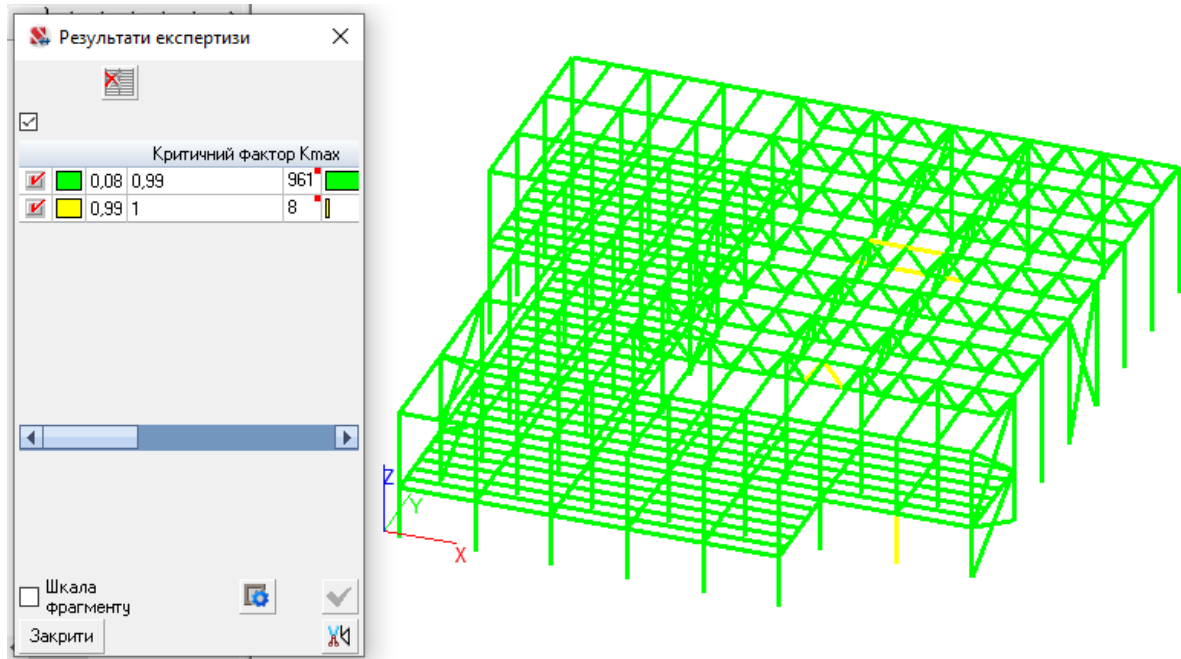 Результати експертизи
Критичний фактор Kmax
0,08 0,99 961
0,99 1 8
Шкала
фрагменту
Закрити
Z
Y
X